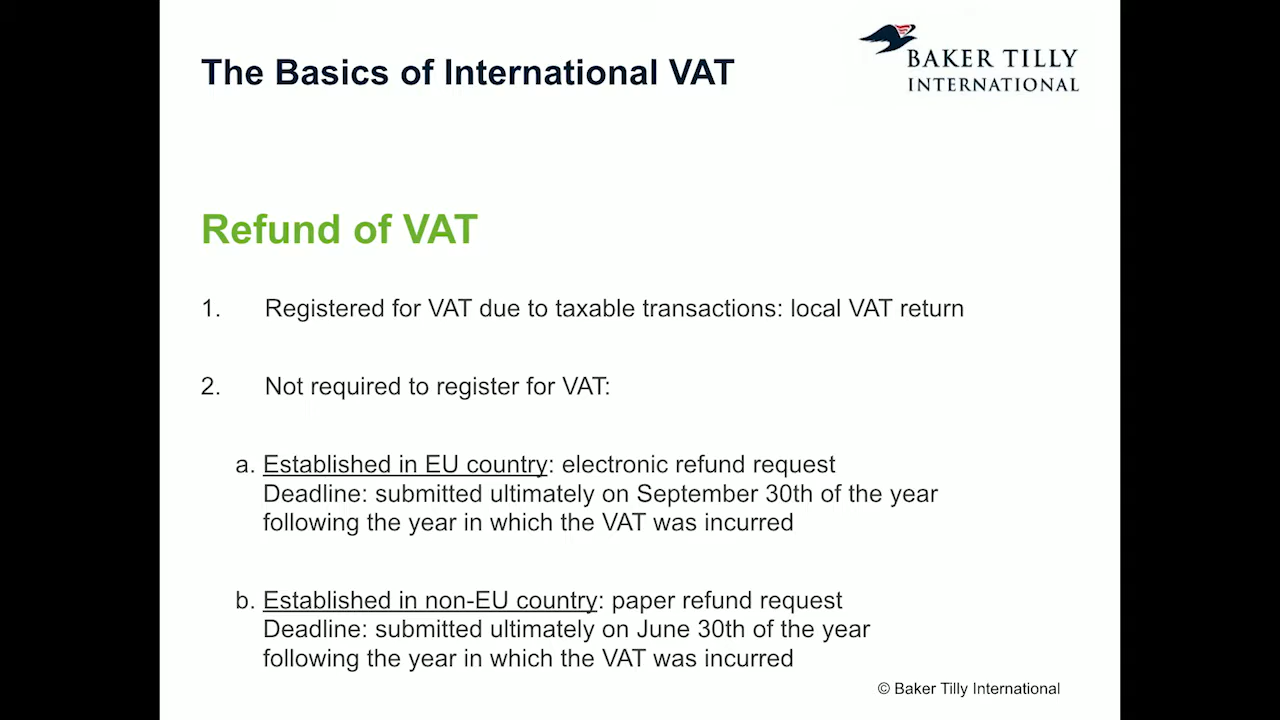 The Basics of International VAT
BAKER TILLY
INTERNATIONAL
Refund of VAT
1. Registered for VAT due to taxable transactions: local VAT return
2. Not required to register for VAT:
a. Established in EU country: electronic refund request
Deadline: submitted ultimately on September 30th of the year
following the year in which the VAT was incurred
b. Established in non-EU country: paper refund request
Deadline: submitted ultimately on June 30th of the year
following the year in which the VAT was incurred
© Baker Tilly International